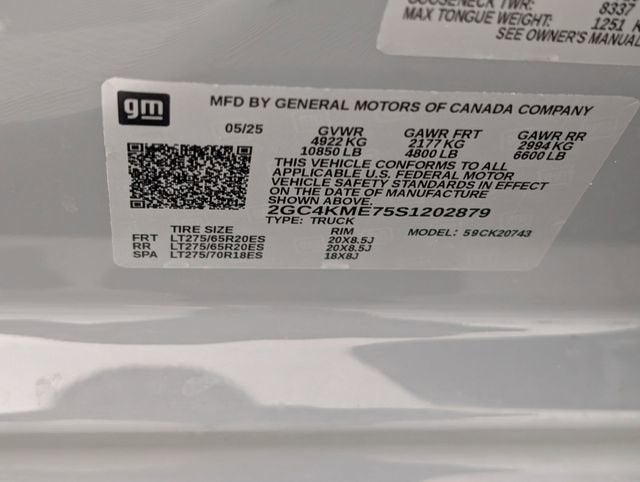 GOOSENECK TWR: 8337
MAX TONGUE WEIGHT: 1251 K
SEE OWNER'S MANUAL
gm
MFD BY GENERAL MOTORS OF CANADA COMPANY
05/25 GVWR GAWR FRT GAWR RR
4922 KG 2177 KG 2994 KG
10850 LB 4800 LB 6600 LB
THIS VEHICLE CONFORMS TO ALL
APPLICABLE U.S. FEDERAL MOTOR
VEHICLE SAFETY STANDARDS IN EFFECT
ON THE DATE OF MANUFACTURE
SHOWN ABOVE.
2GC4KME75S1202879
TYPE: TRUCK
MODEL: 59CK20743
TIRE SIZE RIM
FRT LT275/65R20ES 20X8.5J
RR LT275/65R20ES 20X8.5J
SPA LT275/70R18ES 18X8J